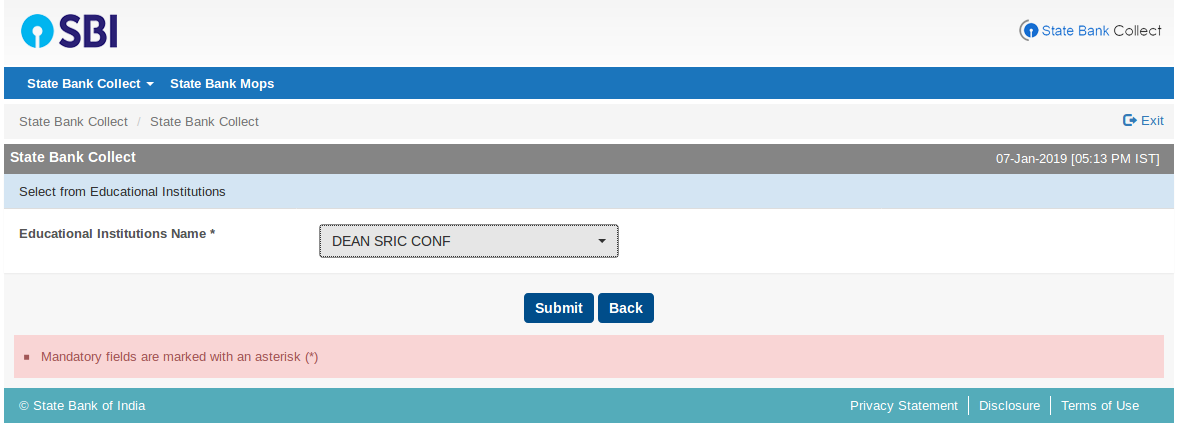 SBI
State Bank Collect
State Bank Collect State Bank Mops
State Bank Collect / State Bank Collect
Exit
State Bank Collect
07-Jan-2019 [05:13 PM IST]
Select from Educational Institutions
Educational Institutions Name *
DEAN SRIC CONF
Submit Back
Mandatory fields are marked with an asterisk (*)
© State Bank of India
Privacy Statement Disclosure Terms of Use